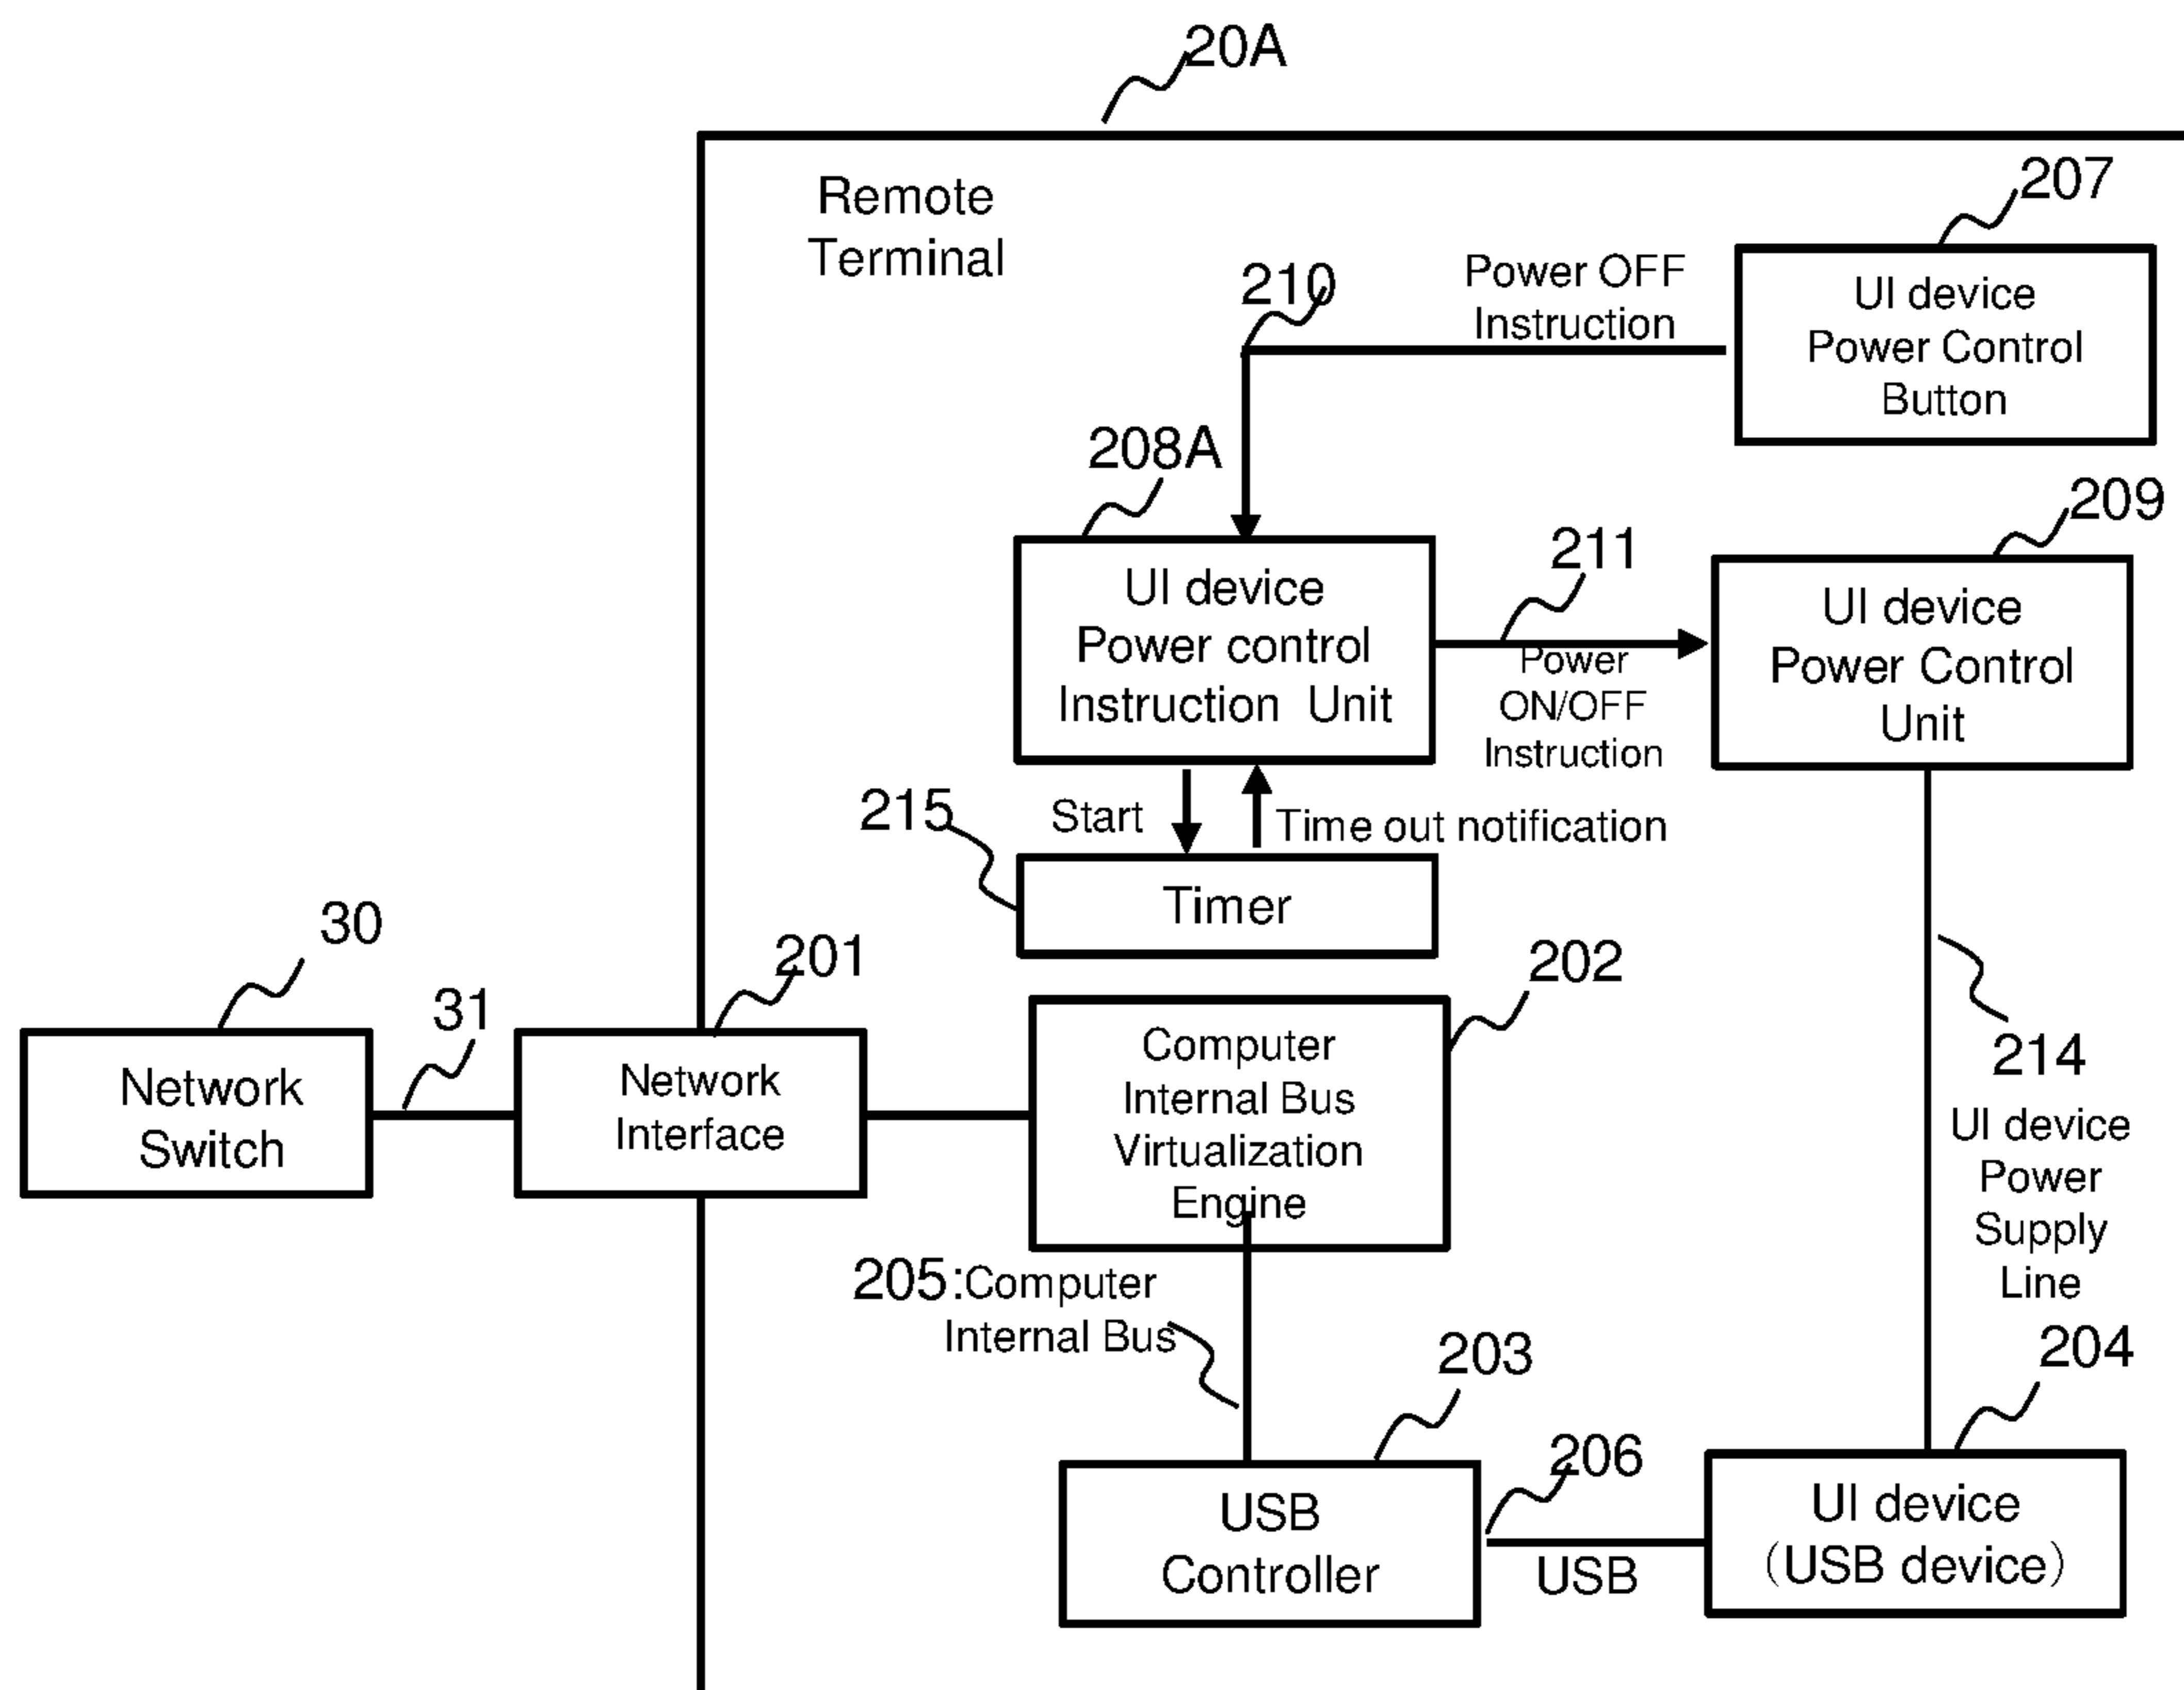 20A
Remote
Terminal
207
UI device
Power Control
Button
210
Power OFF
Instruction
208A
UI device
Power control
Instruction Unit
211
Power
ON/OFF
Instruction
209
UI device
Power Control
Unit
Start
Time out notification
215
Timer
30
Network
Switch
31
201
Network
Interface
202
Computer
Internal Bus
Virtualization
Engine
214
UI device
Power
Supply
Line
205:Computer
Internal Bus
203
USB
Controller
206
USB
204
UI device
(USB device)